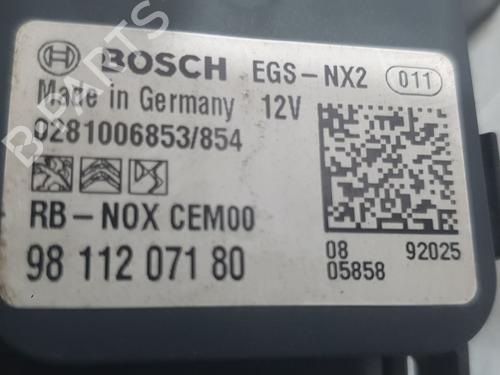 BOSCH EGS-NX2 011
Made in Germany 12V
0281006853/854
RB-NOX CEM00
98 112 071 80
08 92025
05858
B-PARTS